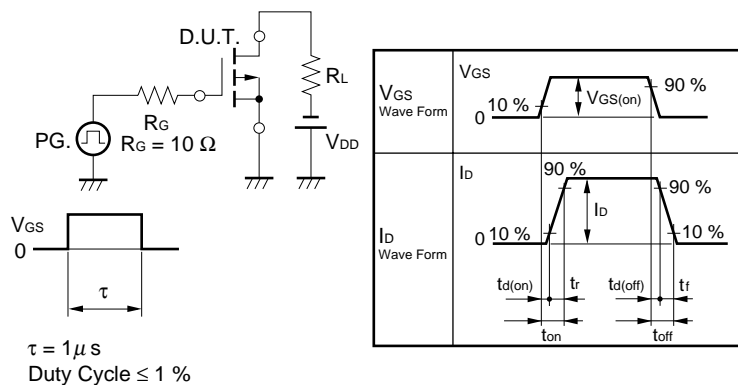 D.U.T.
RL
RG
PG.
RG = 10 Ω
VDD
VGS
0
τ
τ = 1μ s
Duty Cycle ≤ 1 %
VGS
Wave Form
VGS
10 %
0
VGS(on)
90 %
ID
Wave Form
ID
90 %
90 %
ID
0 10 %
10 %
td(on)
tr
td(off)
tf
ton
toff